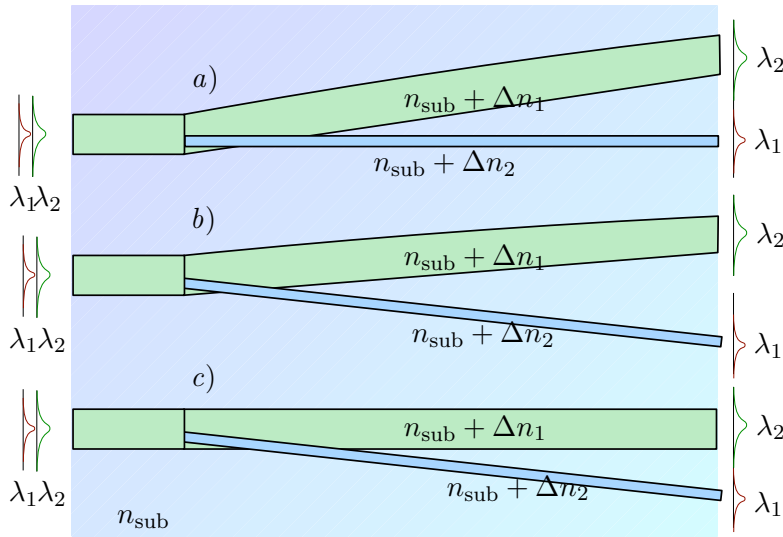 a)
λ₂
n_sub + Δn₁
λ₁
n_sub + Δn₂
λ₁λ₂
b)
λ₂
n_sub + Δn₁
n_sub + Δn₂
λ₁λ₂
λ₁
c)
λ₂
n_sub + Δn₁
λ₁λ₂
n_sub + Δn₂
λ₁
n_sub